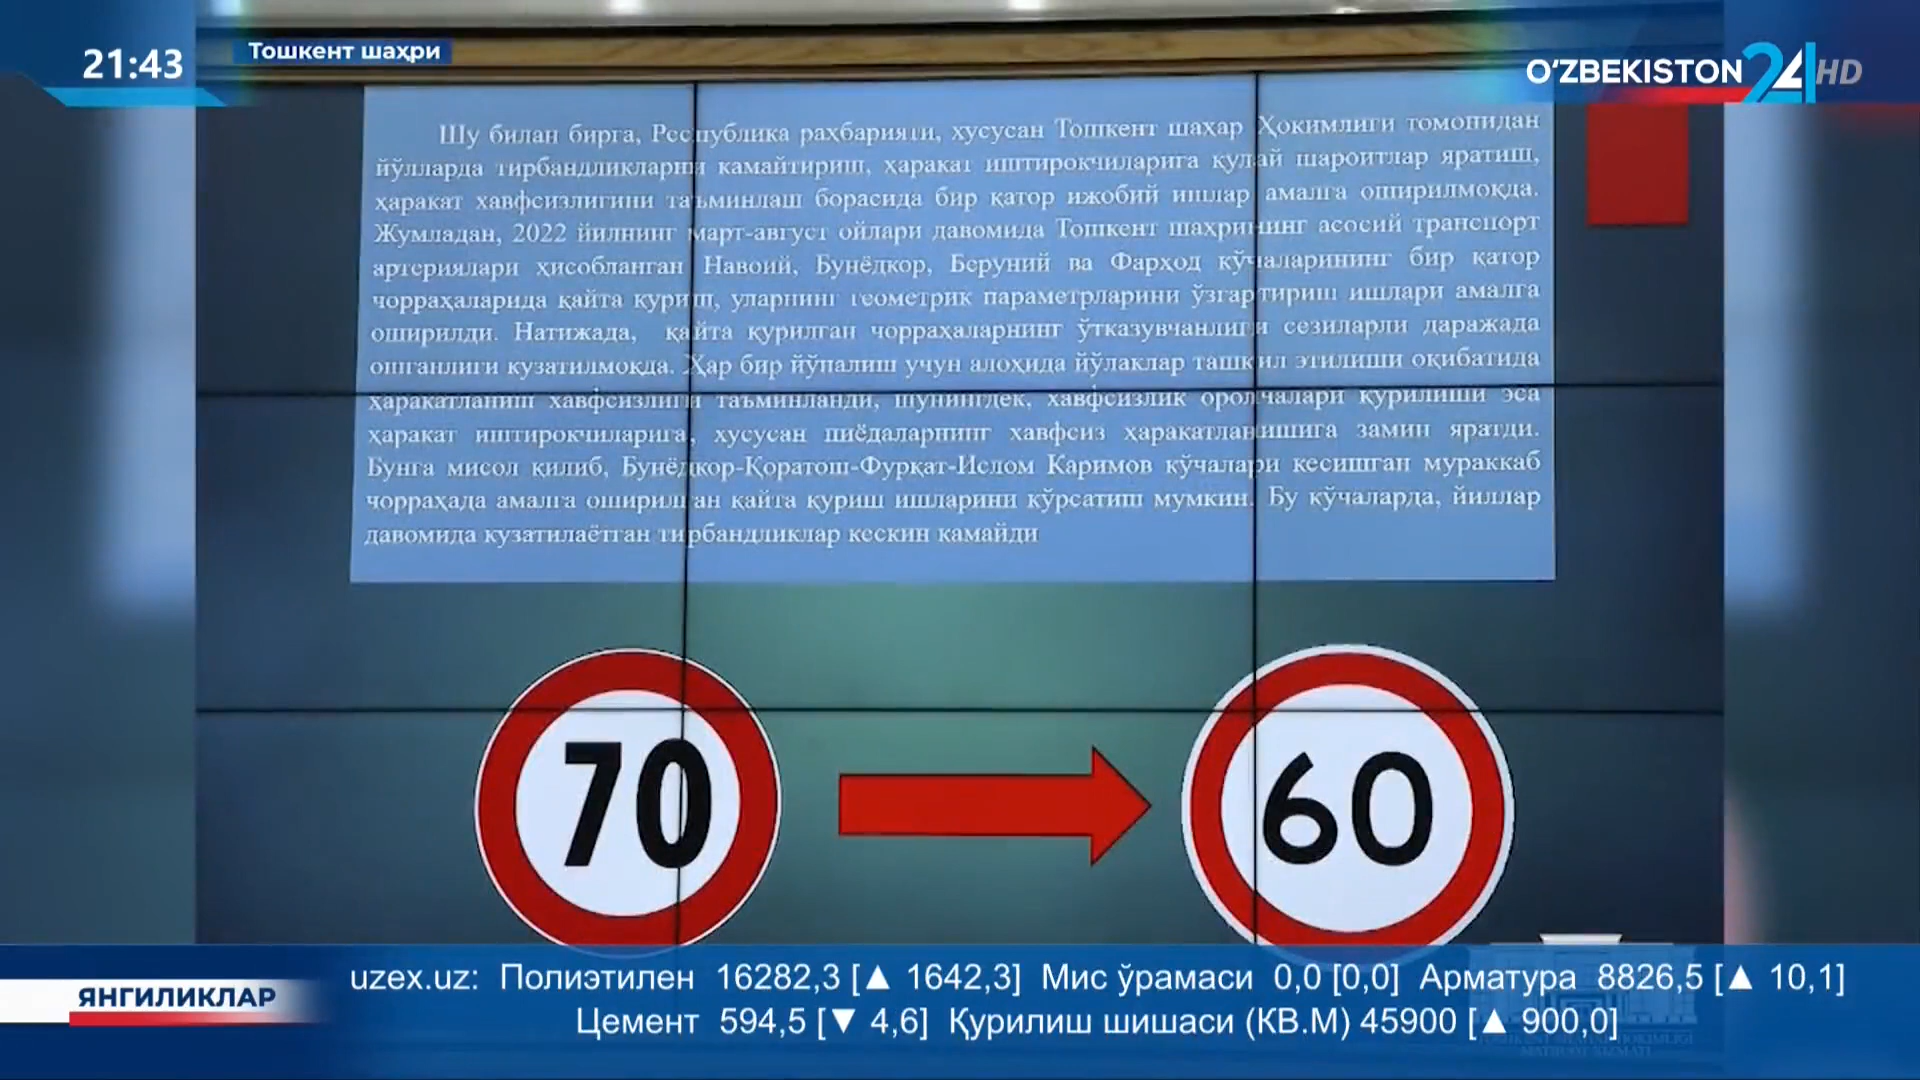 21:43
Тошкент шаҳри
O‘ZBEKISTON 24 HD
Шу билан бирга, Республика раҳбарияти, хусусан Тошкент шаҳар Ҳокимлиги томонидан
йўлларда тирбандликларни камайтириш, ҳаракат иштирокчиларига қулай шароитлар яратиш,
ҳаракат хавфсизлигини таъминлаш борасида бир қатор ижобий ишлар амалга оширилмоқда.
Жумладан, 2022 йилнинг март-август ойлари давомида Тошкент шаҳрининг асосий транспорт
артериялари ҳисобланган Навоий, Бунёдкор, Беруний ва Фарҳод кўчаларининг бир қатор
чорраҳаларида қайта қуриш, уларнинг геометрик параметрларини ўзгартириш ишлари амалга
оширилди. Натижада, қайта қурилган чорраҳаларнинг ўтказувчанлиги сезиларли даражада
ошганлиги кузатилмоқда. Ҳар бир йўналиш учун алоҳида йўлаклар ташкил этилиши оқибатида
ҳаракатланиш хавфсизлиги таъминланди, шунингдек, хавфсизлик оролчалари қурилиши эса
ҳаракат иштирокчиларига, хусусан пиёдаларнинг хавфсиз ҳаракатланишига замин яратди.
Бунга мисол қилиб, Бунёдкор-Қоратош-Фурқат-Ислом Каримов кўчалари кесишган мураккаб
чорраҳада амалга оширилган қайта қуриш ишларини кўрсатиш мумкин. Бу кўчаларда, йиллар
давомида кузатилаётган тирбандликлар кескин камайди
70
60
ЯНГИЛИКЛАР
uzex.uz: Полиэтилен 16282,3 [▲ 1642,3] Мис ўрамаси 0,0 [0,0] Арматура 8826,5 [▲ 10,1]
Цемент 594,5 [▼ 4,6] Қурилиш шишаси (КВ.М) 45900 [▲ 900,0]